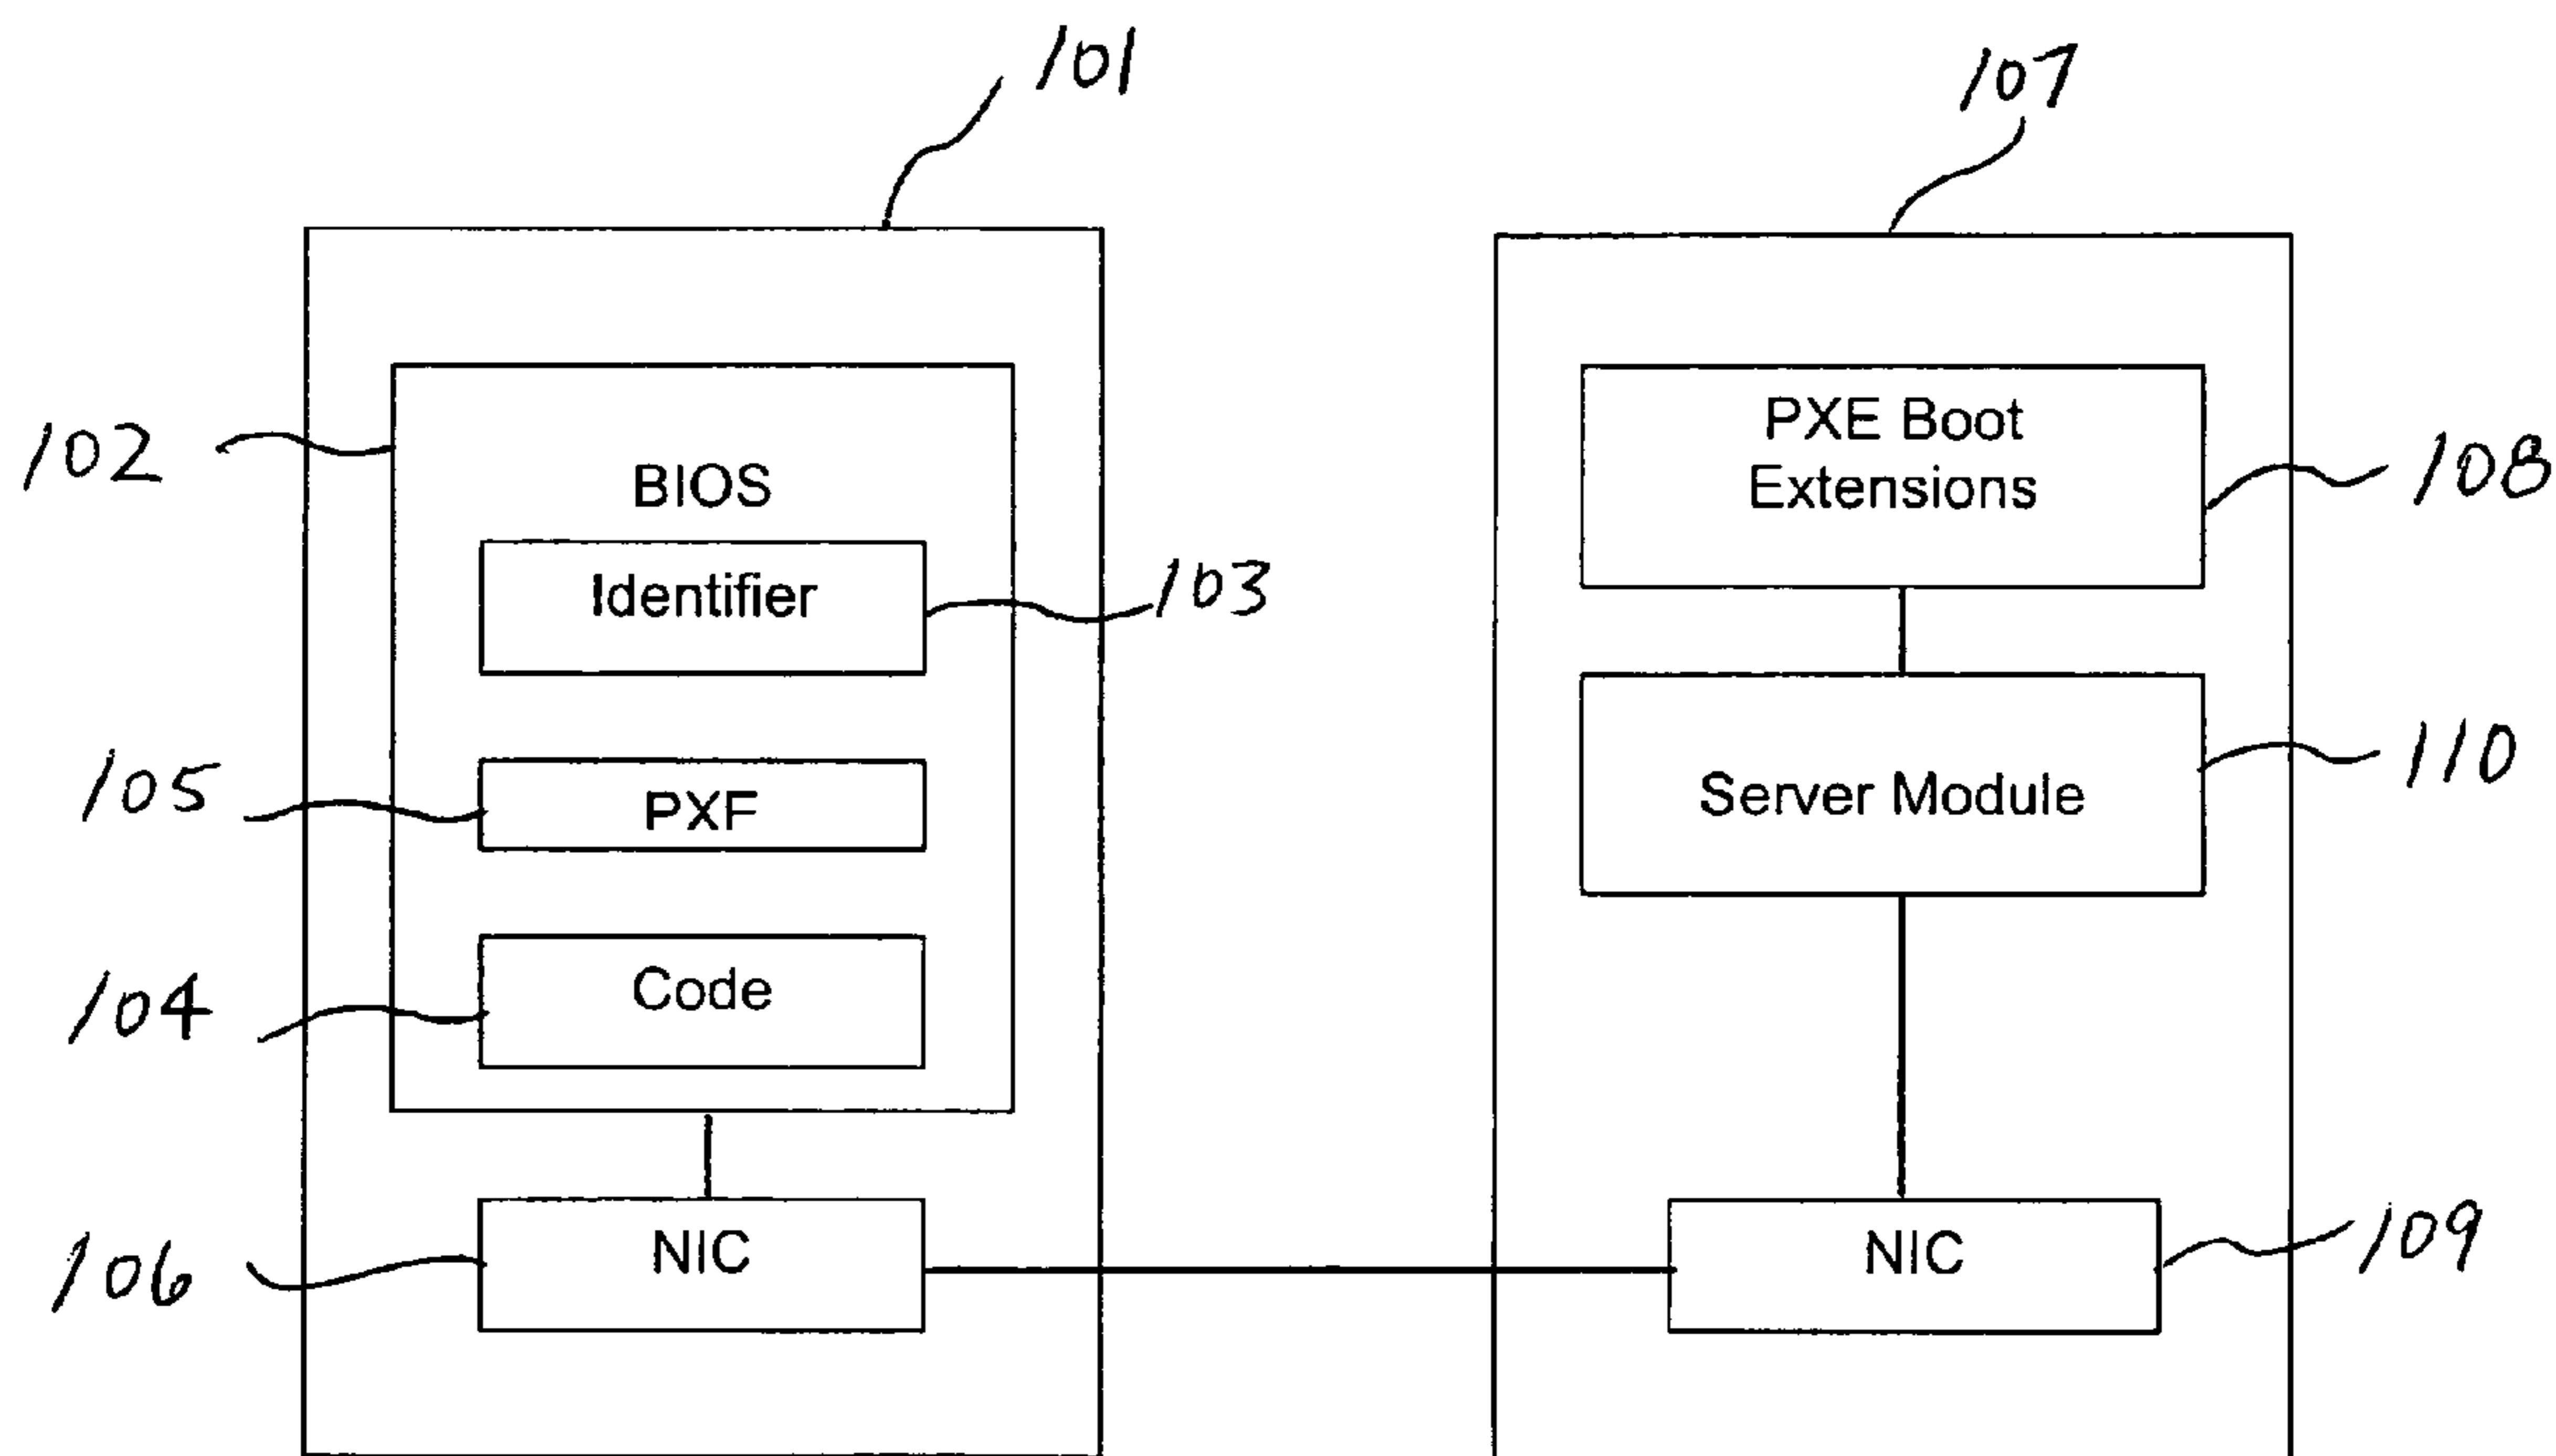 101
107
102
BIOS
PXE Boot
Extensions
108
Identifier
103
105
PXF
Server Module
110
104
Code
106
NIC
NIC
109